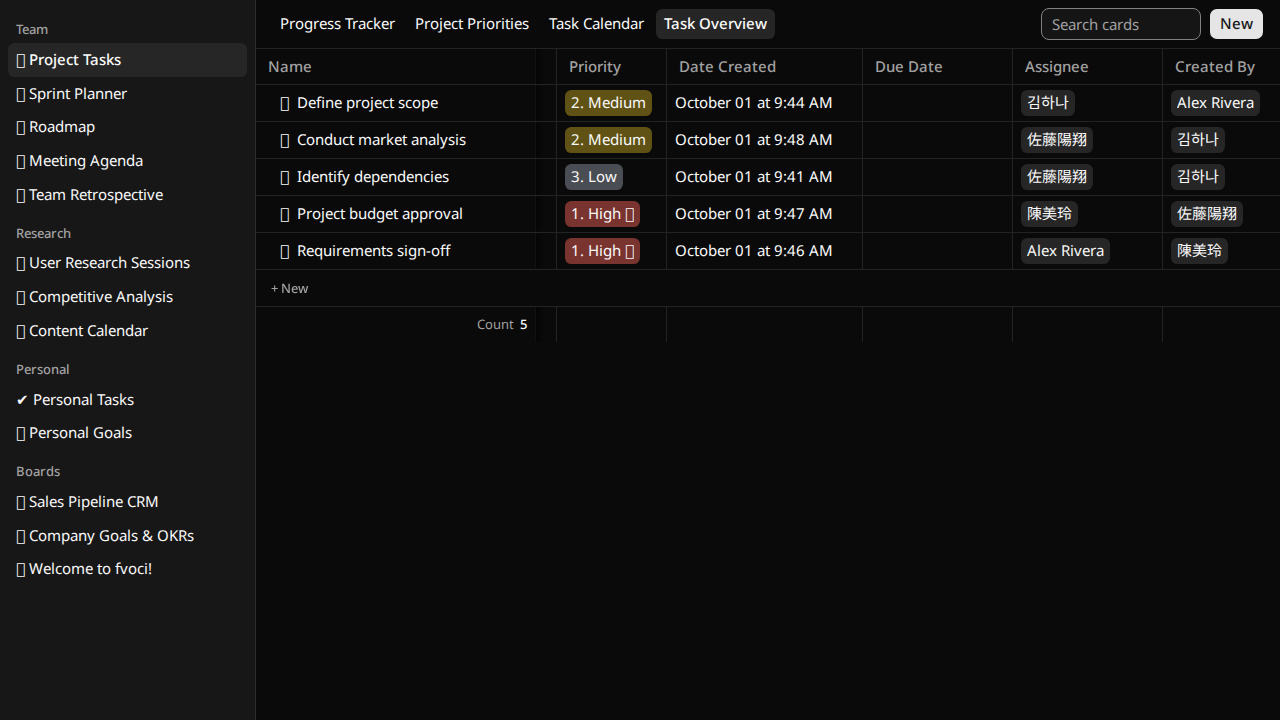 Team
Project Tasks
Sprint Planner
Roadmap
Meeting Agenda
Team Retrospective
Research
User Research Sessions
Competitive Analysis
Content Calendar
Personal
✔ Personal Tasks
Personal Goals
Boards
Sales Pipeline CRM
Company Goals & OKRs
Welcome to fvoci!
Progress Tracker Project Priorities Task Calendar Task Overview Search cards New
Name Priority Date Created Due Date Assignee Created By
Define project scope 2. Medium October 01 at 9:44 AM 김하나 Alex Rivera
Conduct market analysis 2. Medium October 01 at 9:48 AM 佐藤陽翔 김하나
Identify dependencies 3. Low October 01 at 9:41 AM 佐藤陽翔 김하나
Project budget approval 1. High October 01 at 9:47 AM 陳美玲 佐藤陽翔
Requirements sign-off 1. High October 01 at 9:46 AM Alex Rivera 陳美玲
+ New
Count 5